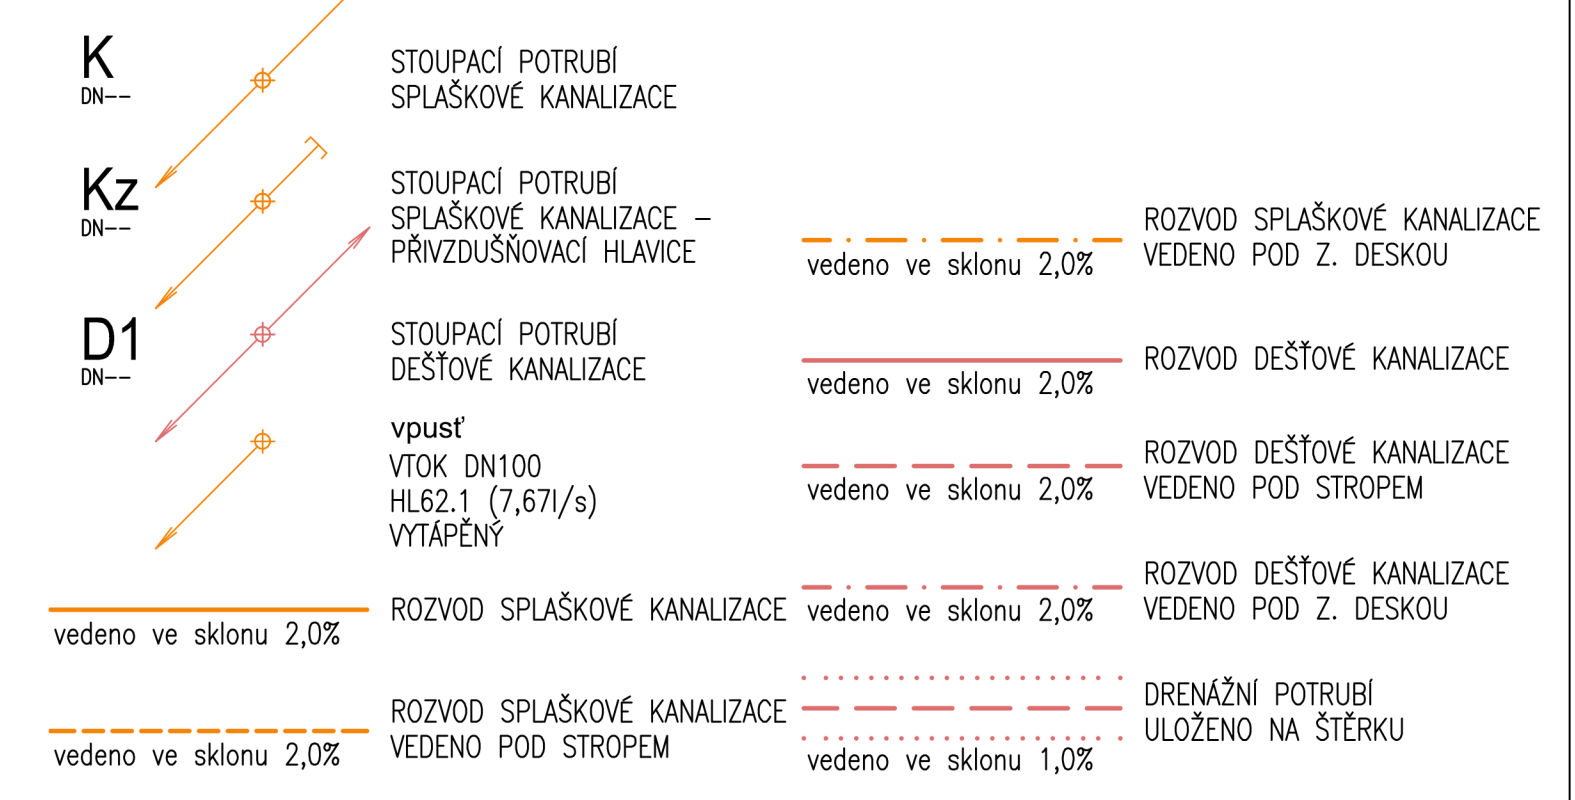 K
DN--
STOUPACÍ POTRUBÍ
SPLAŠKOVÉ KANALIZACE
Kz
DN--
STOUPACÍ POTRUBÍ
SPLAŠKOVÉ KANALIZACE –
PŘIVZDUŠŇOVACÍ HLAVICE
D1
DN--
STOUPACÍ POTRUBÍ
DEŠŤOVÉ KANALIZACE
vpusť
VTOK DN100
HL62.1 (7,67l/s)
VYTÁPĚNÝ
ROZVOD SPLAŠKOVÉ KANALIZACE
vedeno ve sklonu 2,0%
ROZVOD SPLAŠKOVÉ KANALIZACE
VEDENO POD STROPEM
vedeno ve sklonu 2,0%
ROZVOD SPLAŠKOVÉ KANALIZACE
VEDENO POD Z. DESKOU
vedeno ve sklonu 2,0%
ROZVOD DEŠŤOVÉ KANALIZACE
vedeno ve sklonu 2,0%
ROZVOD DEŠŤOVÉ KANALIZACE
VEDENO POD STROPEM
vedeno ve sklonu 2,0%
ROZVOD DEŠŤOVÉ KANALIZACE
VEDENO POD Z. DESKOU
vedeno ve sklonu 2,0%
DRENÁŽNÍ POTRUBÍ
ULOŽENO NA ŠTĚRKU
vedeno ve sklonu 1,0%